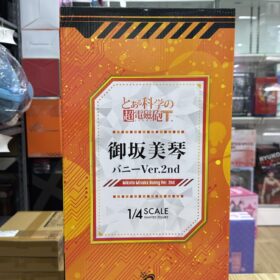 とある科学の
超電磁砲T
御坂美琴
バニーVer.2nd
Mikoto Misaka Bunny Ver. 2nd
1/4 SCALE